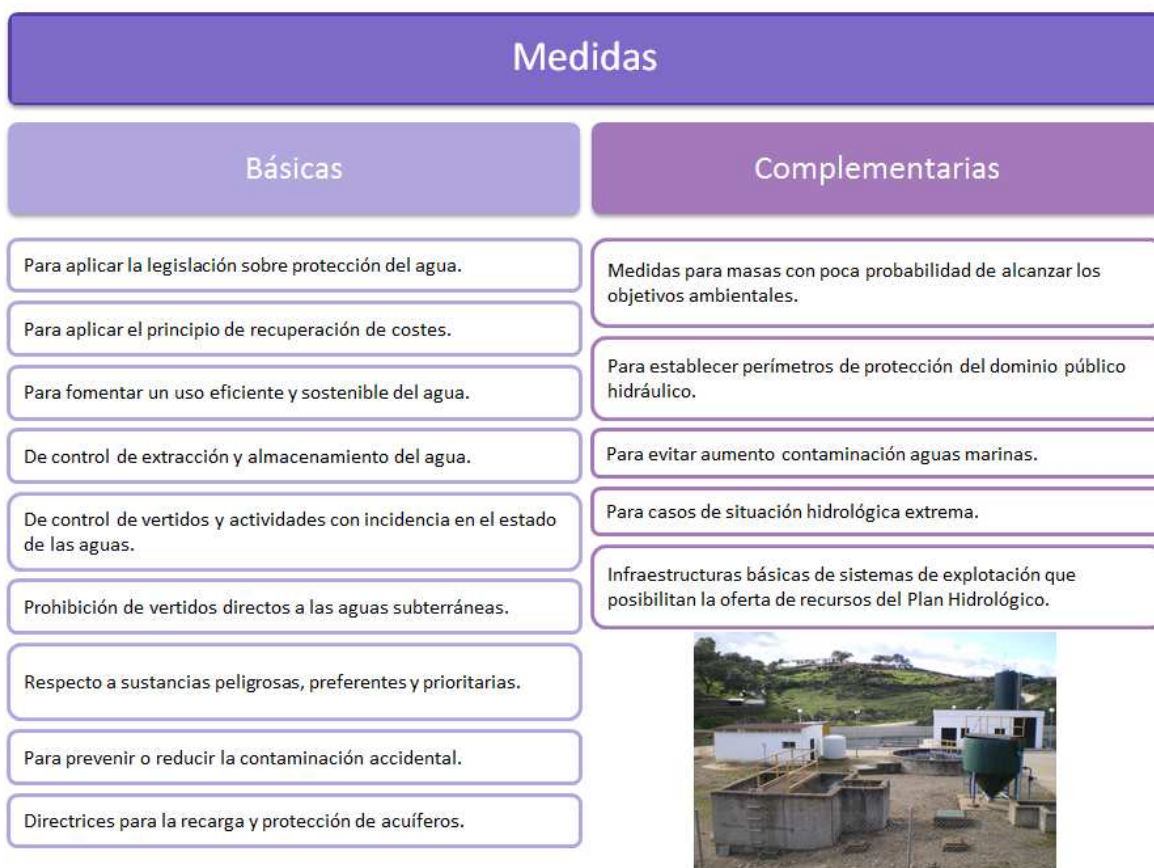 Medidas
Básicas
Para aplicar la legislación sobre protección del agua.
Para aplicar el principio de recuperación de costes.
Para fomentar un uso eficiente y sostenible del agua.
De control de extracción y almacenamiento del agua.
De control de vertidos y actividades con incidencia en el estado
de las aguas.
Prohibición de vertidos directos a las aguas subterráneas.
Respecto a sustancias peligrosas, preferentes y prioritarias.
Para prevenir o reducir la contaminación accidental.
Directrices para la recarga y protección de acuíferos.
Complementarias
Medidas para masas con poca probabilidad de alcanzar los
objetivos ambientales.
Para establecer perímetros de protección del dominio público
hidráulico.
Para evitar aumento contaminación aguas marinas.
Para casos de situación hidrológica extrema.
Infraestructuras básicas de sistemas de explotación que
posibilitan la oferta de recursos del Plan Hidrológico.